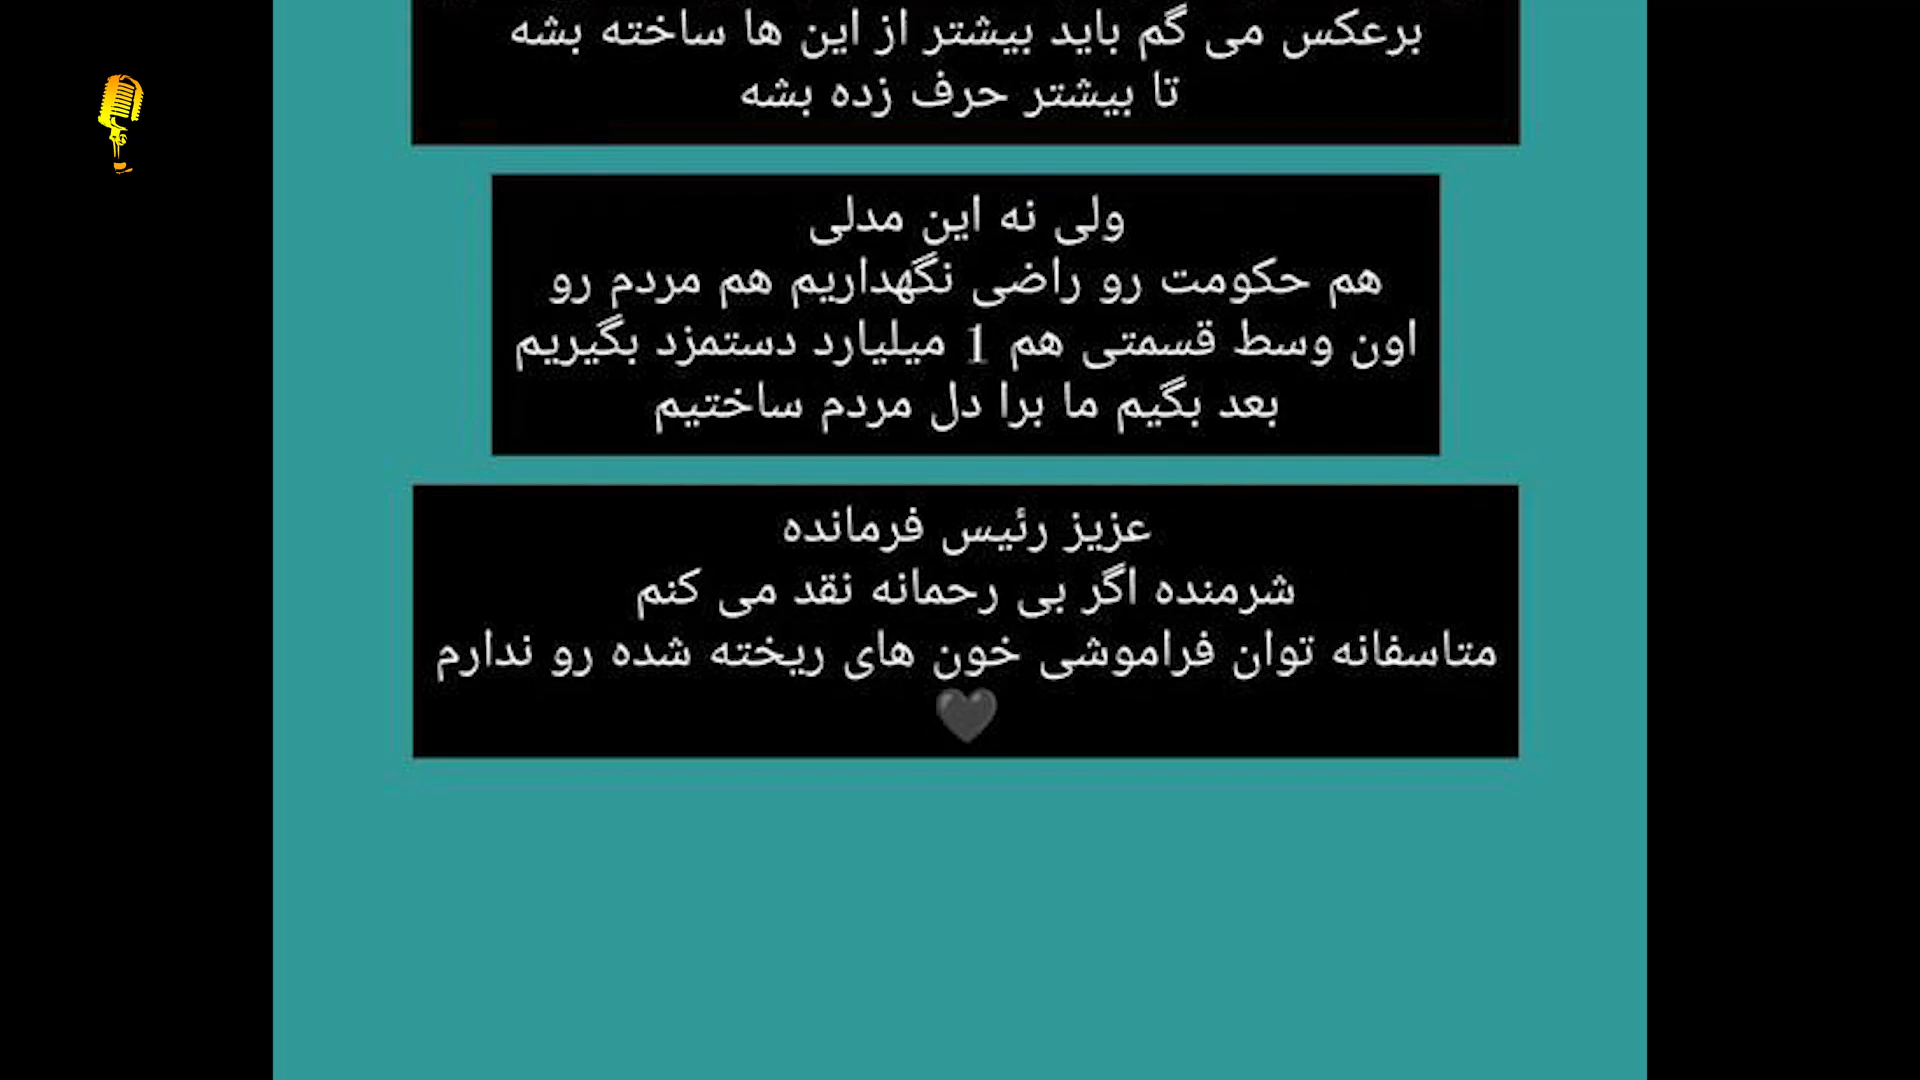 برعکس می گم باید بیشتر از این ها ساخته بشه
تا بیشتر حرف زده بشه
ولی نه این مدلی
هم حکومت رو راضی نگهداریم هم مردم رو
اون وسط قسمتی هم 1 میلیارد دستمزد بگیریم
بعد بگیم ما برا دل مردم ساختیم
عزیز رئیس فرمانده
شرمنده اگر بی رحمانه نقد می کنم
متاسفانه توان فراموشی خون های ریخته شده رو ندارم
🖤